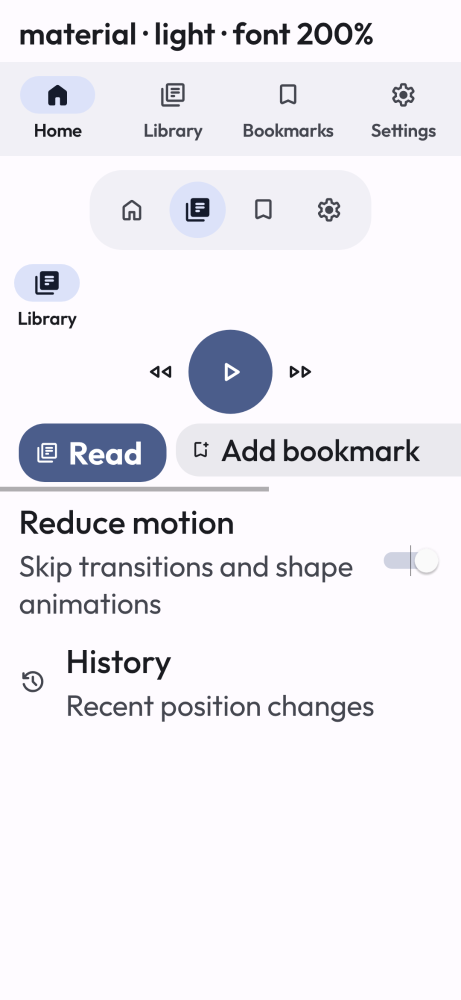 material · light · font 200%
Home Library Bookmarks Settings
Library
Read Add bookmark
Reduce motion
Skip transitions and shape
animations
History
Recent position changes